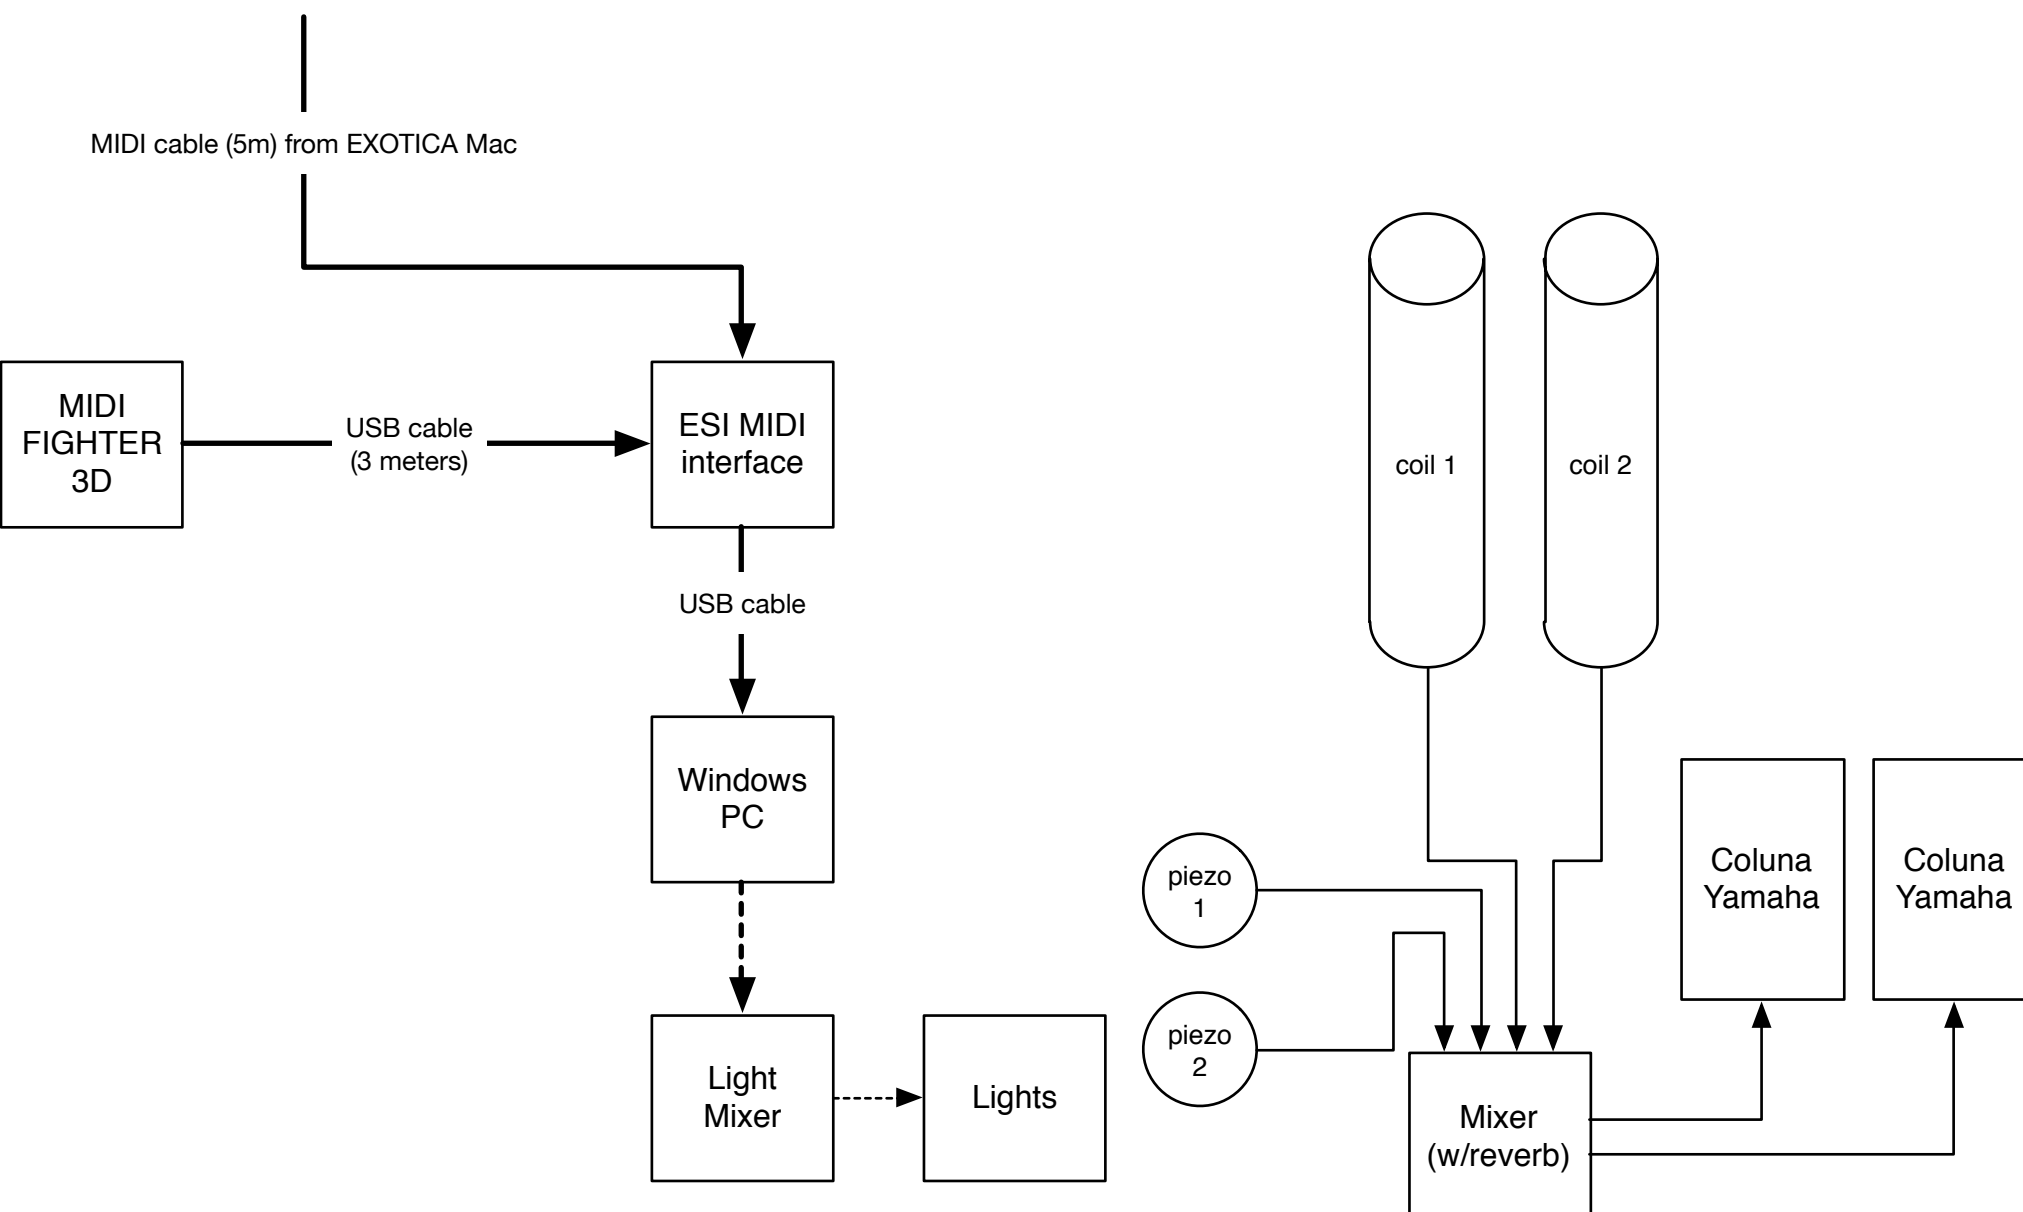 MIDI cable (5m) from EXOTICA Mac
MIDI
FIGHTER
3D
USB cable
(3 meters)
ESI MIDI
interface
USB cable
Windows
PC
Light
Mixer
Lights
coil 1
coil 2
piezo
1
piezo
2
Mixer
(w/reverb)
Coluna
Yamaha
Coluna
Yamaha